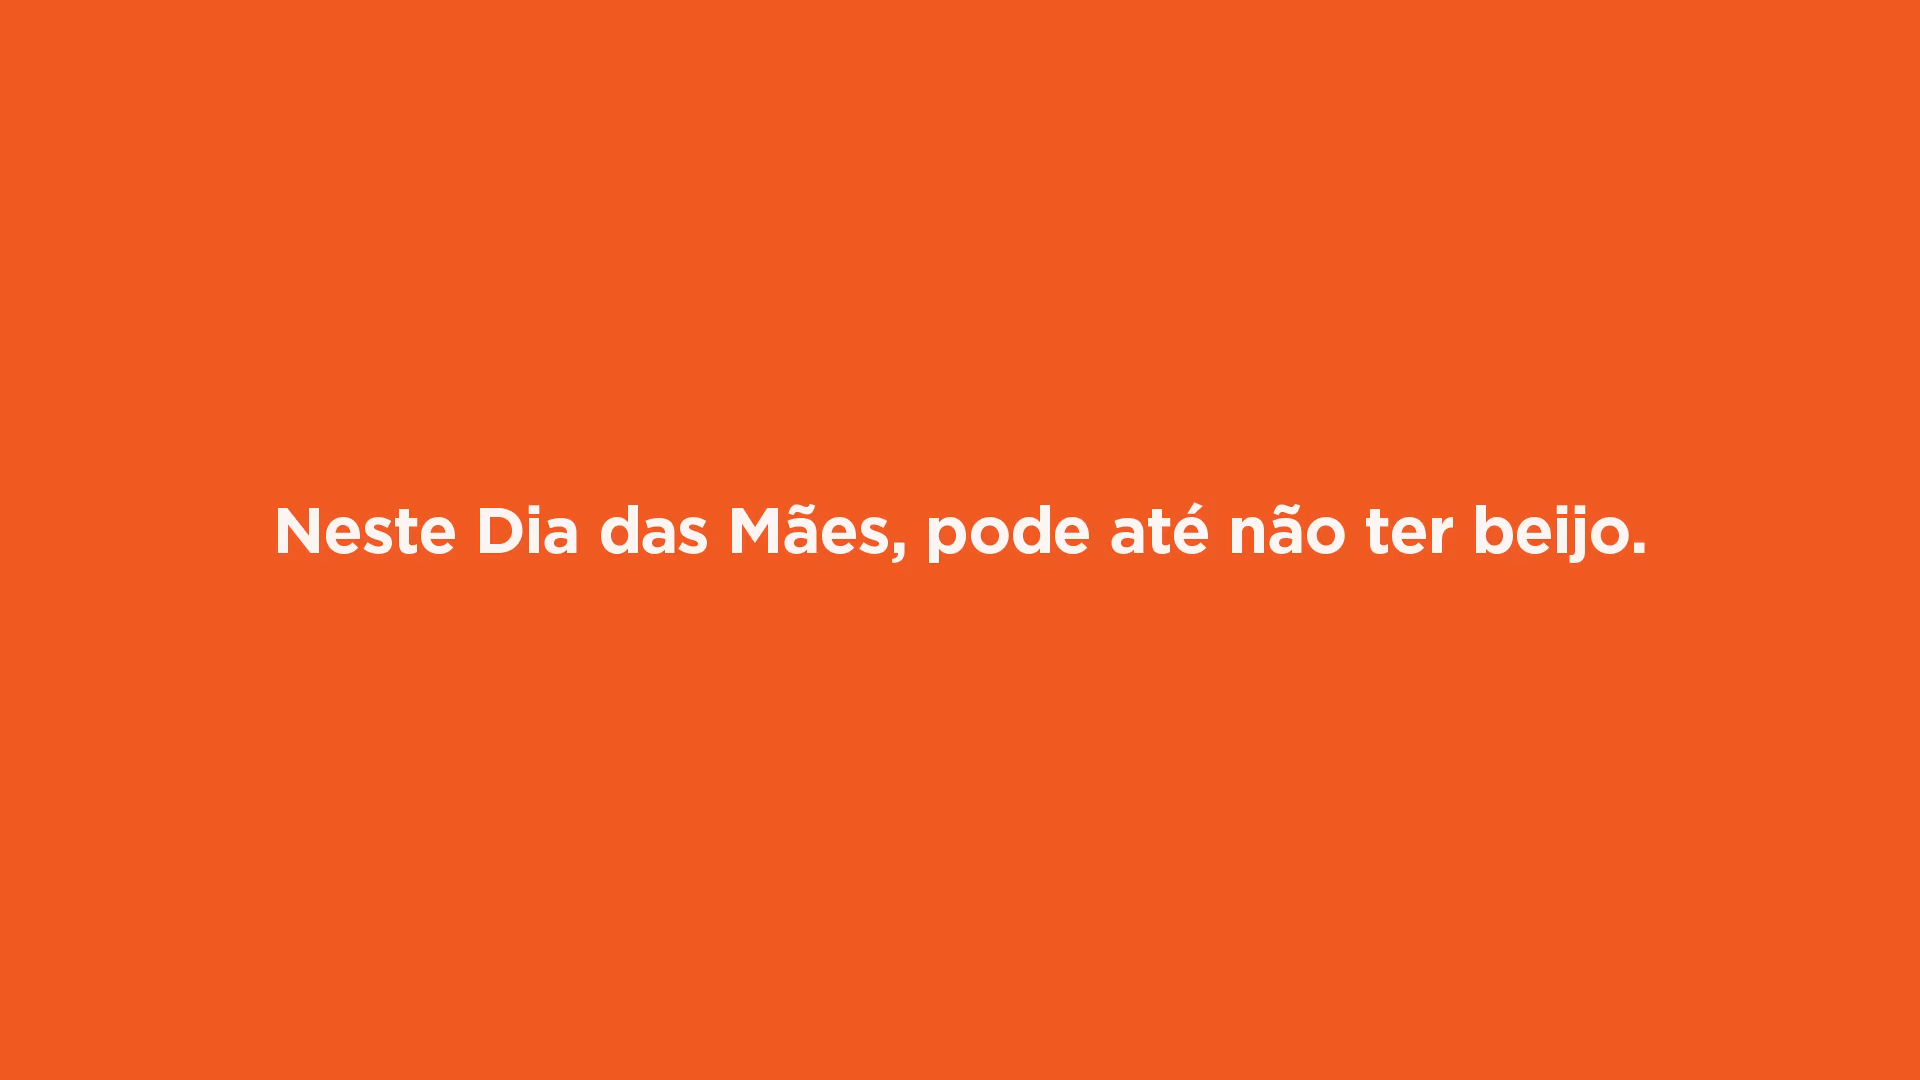 Neste Dia das Mães, pode até não ter beijo.